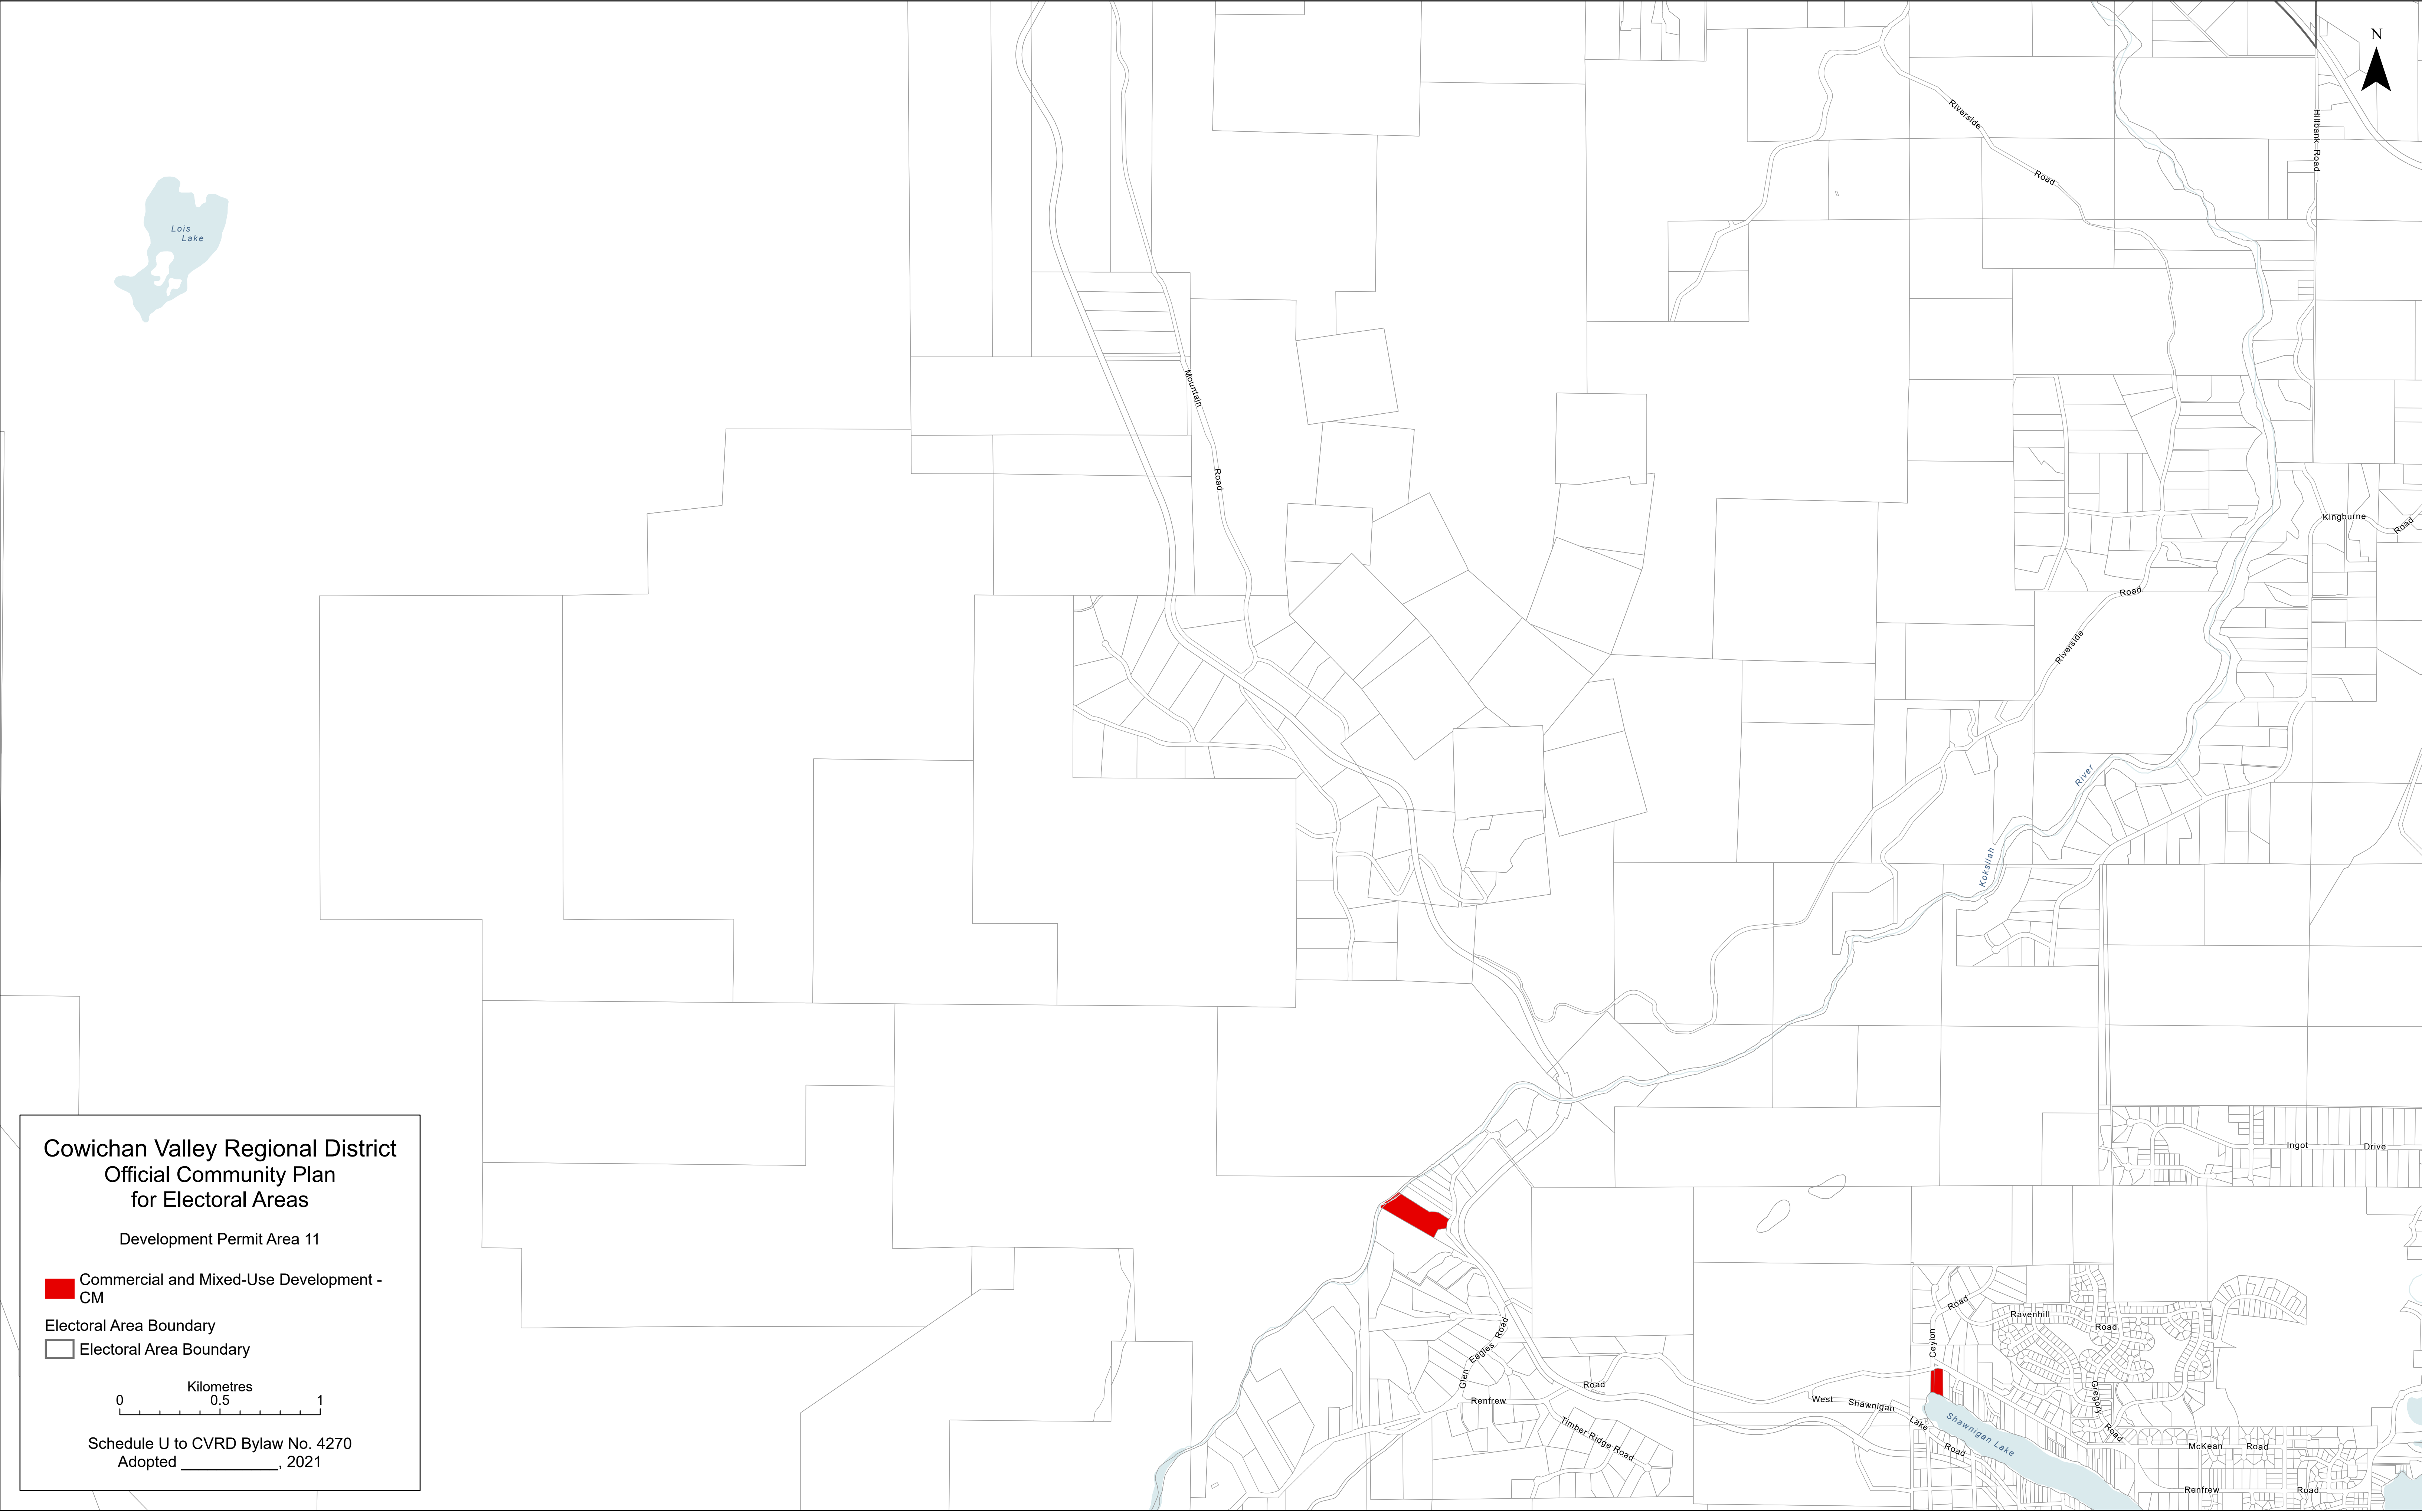 N
Riverside
Road
Hillbank Road
Lois
Lake
Mountain
Road
Kingburne
Road
Road
Riverside
River
Koksilah
Ingot Drive
Road
Ravenhill
Road
Clayton
Glen Eagles Road
Renfrew
Road
West Shawnigan
Lake
Road
Timber Ridge Road
Shawnigan Lake
Gregory
Road
McKean Road
Renfrew Road
Cowichan Valley Regional District
Official Community Plan
for Electoral Areas
Development Permit Area 11
Commercial and Mixed-Use Development -
CM
Electoral Area Boundary
Electoral Area Boundary
Kilometres
0 0.5 1
Schedule U to CVRD Bylaw No. 4270
Adopted ____________, 2021